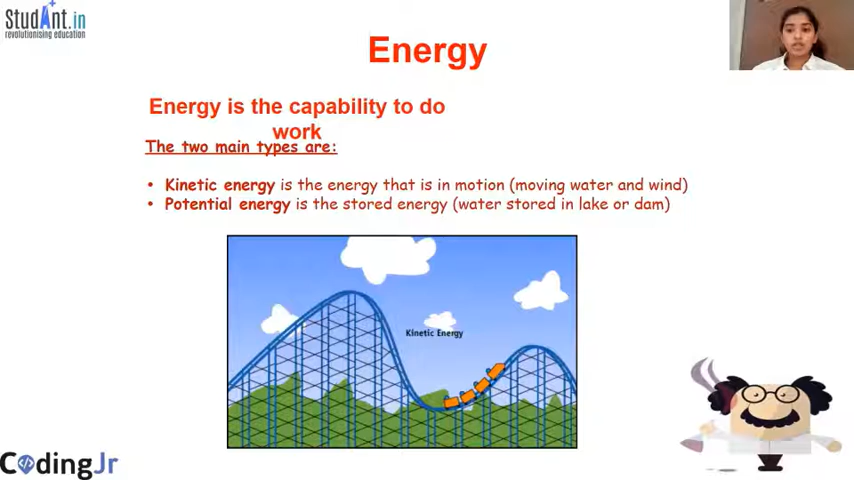 StudAnt.in
revolutionising education
Energy
Energy is the capability to do
work
The two main types are:
• Kinetic energy is the energy that is in motion (moving water and wind)
• Potential energy is the stored energy (water stored in lake or dam)
Kinetic Energy
CodingJr